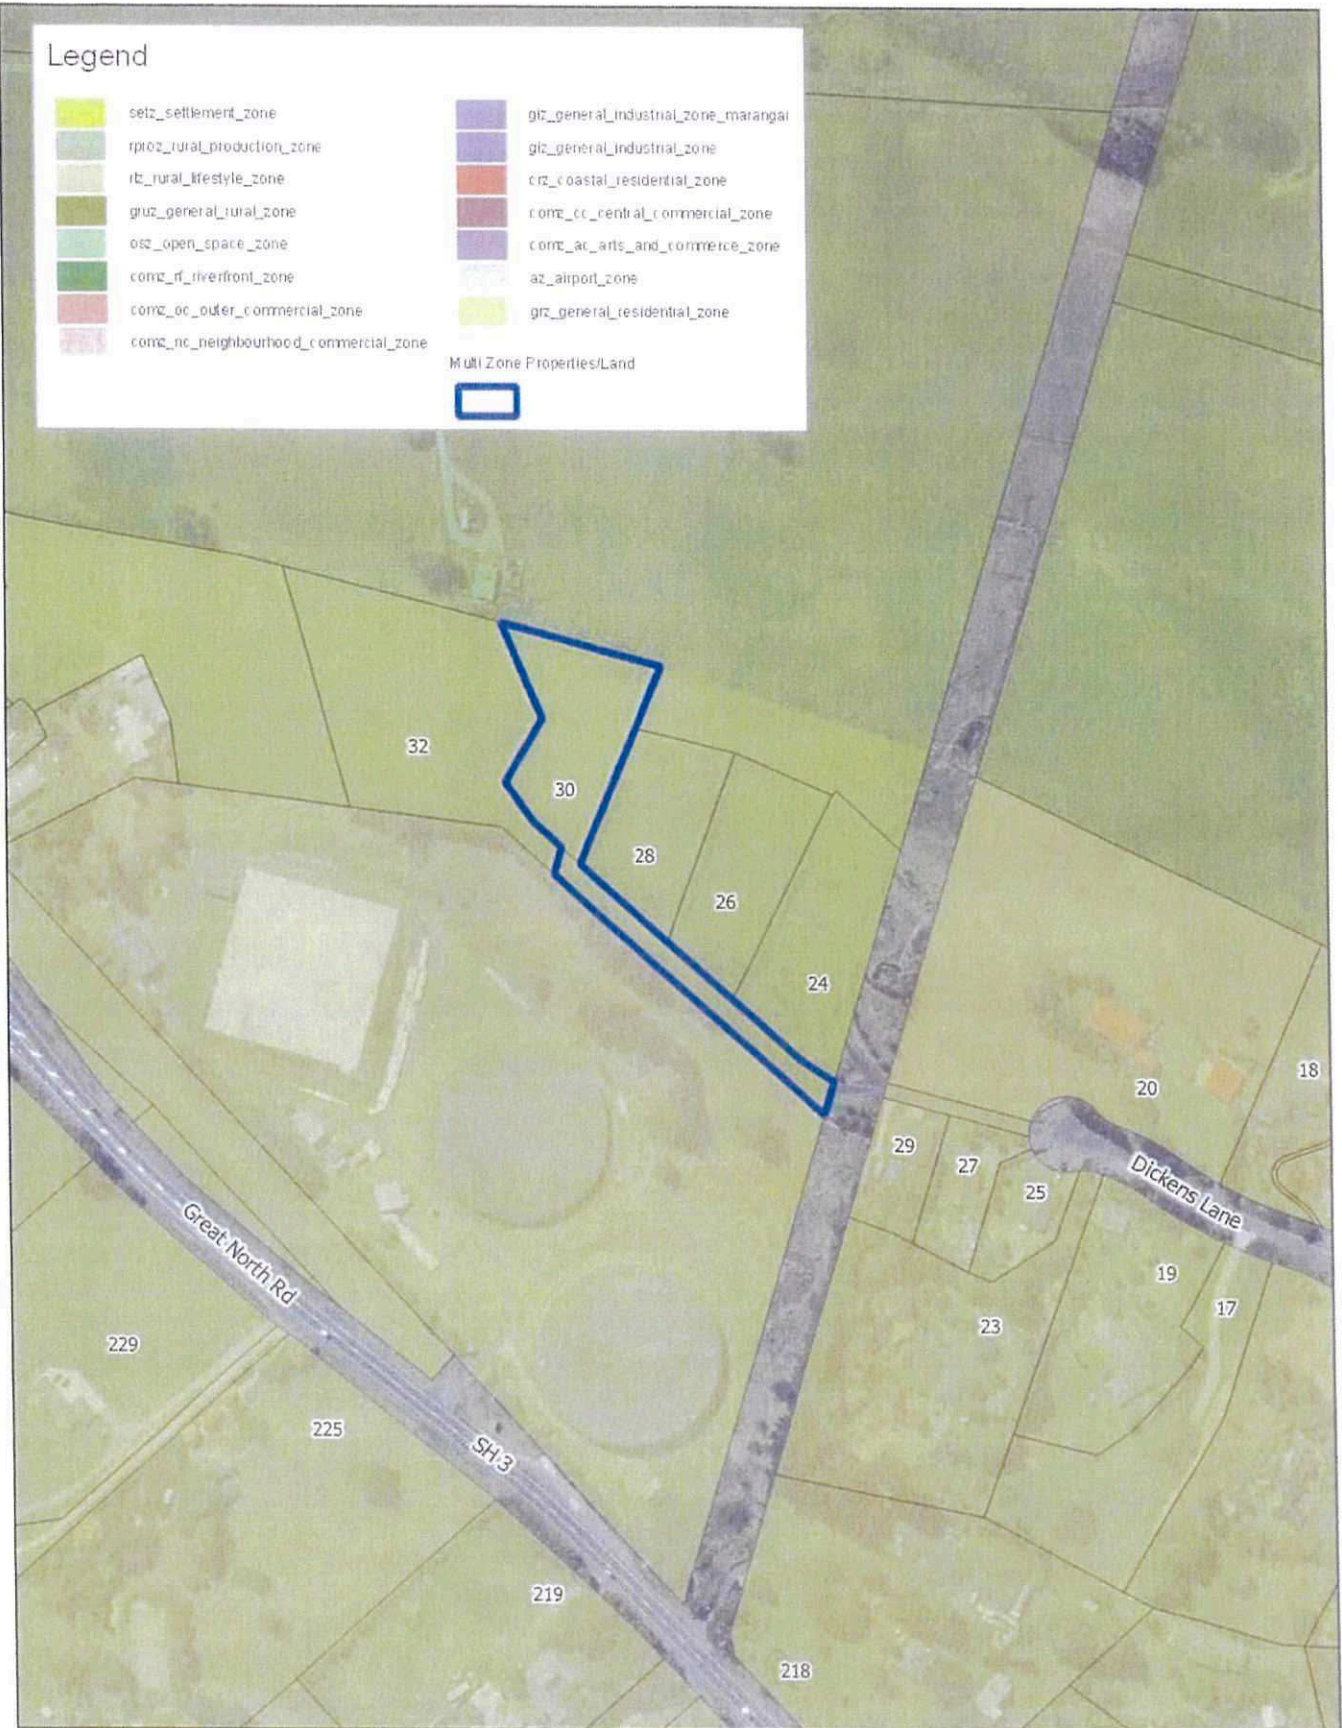 Legend
setz_settlement_zone
rproz_rural_production_zone
rlz_rural_lifestyle_zone
gruz_general_rural_zone
osz_open_space_zone
comz_rf_riverfront_zone
comz_oc_outer_commercial_zone
comz_nc_neighbourhood_commercial_zone
giz_general_industrial_zone_marangai
giz_general_industrial_zone
crz_coastal_residential_zone
comz_cc_central_commercial_zone
comz_ac_arts_and_commerce_zone
az_airport_zone
grz_general_residential_zone
Multi Zone Properties/Land
32
30
28
26
24
18
20
29
27
25
Dickens Lane
19
17
23
Great North Rd
229
225
SH 3
219
218